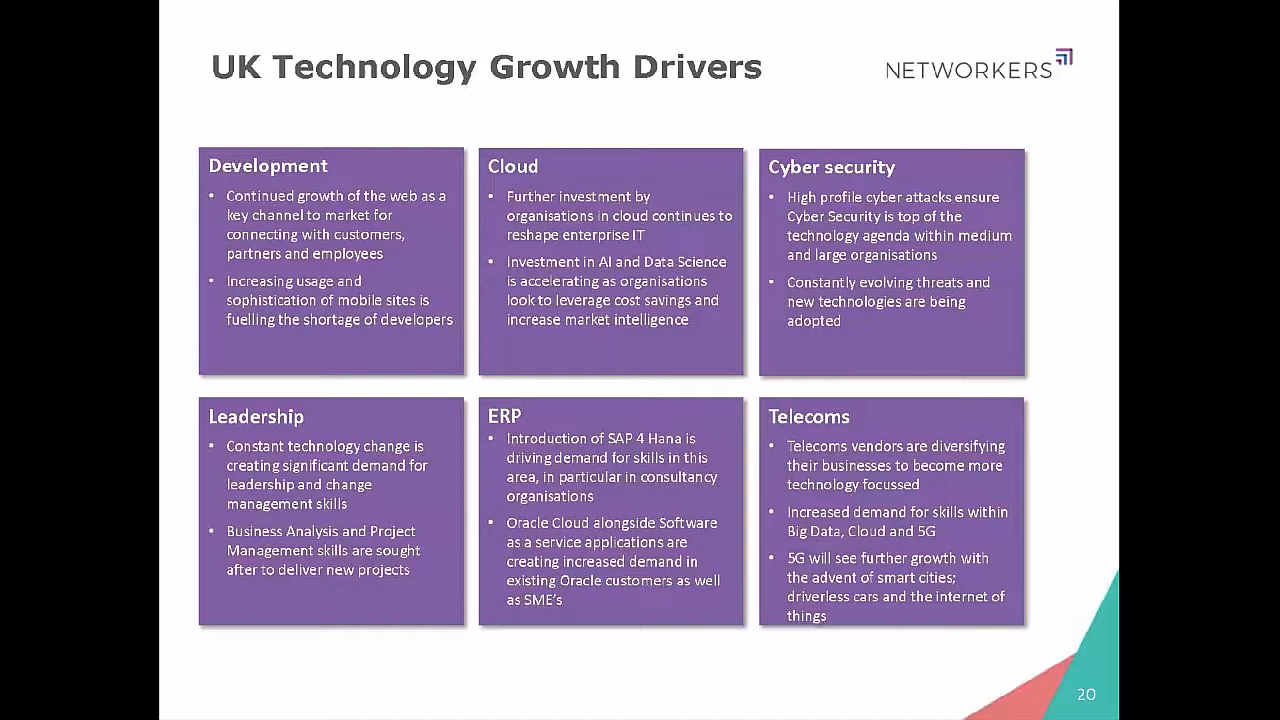 UK Technology Growth Drivers
NETWORKERS
Development
• Continued growth of the web as a
key channel to market for
connecting with customers,
partners and employees
• Increasing usage and
sophistication of mobile sites is
fuelling the shortage of developers
Cloud
• Further investment by
organisations in cloud continues to
reshape enterprise IT
• Investment in AI and Data Science
is accelerating as organisations
look to leverage cost savings and
increase market intelligence
Cyber security
• High profile cyber attacks ensure
Cyber Security is top of the
technology agenda within medium
and large organisations
• Constantly evolving threats and
new technologies are being
adopted
Leadership
• Constant technology change is
creating significant demand for
leadership and change
management skills
• Business Analysis and Project
Management skills are sought
after to deliver new projects
ERP
• Introduction of SAP 4 Hana is
driving demand for skills in this
area, in particular in consultancy
organisations
• Oracle Cloud alongside Software
as a service applications are
creating increased demand in
existing Oracle customers as well
as SME's
Telecoms
• Telecoms vendors are diversifying
their businesses to become more
technology focussed
• Increased demand for skills within
Big Data, Cloud and 5G
• 5G will see further growth with
the advent of smart cities;
driverless cars and the internet of
things
20